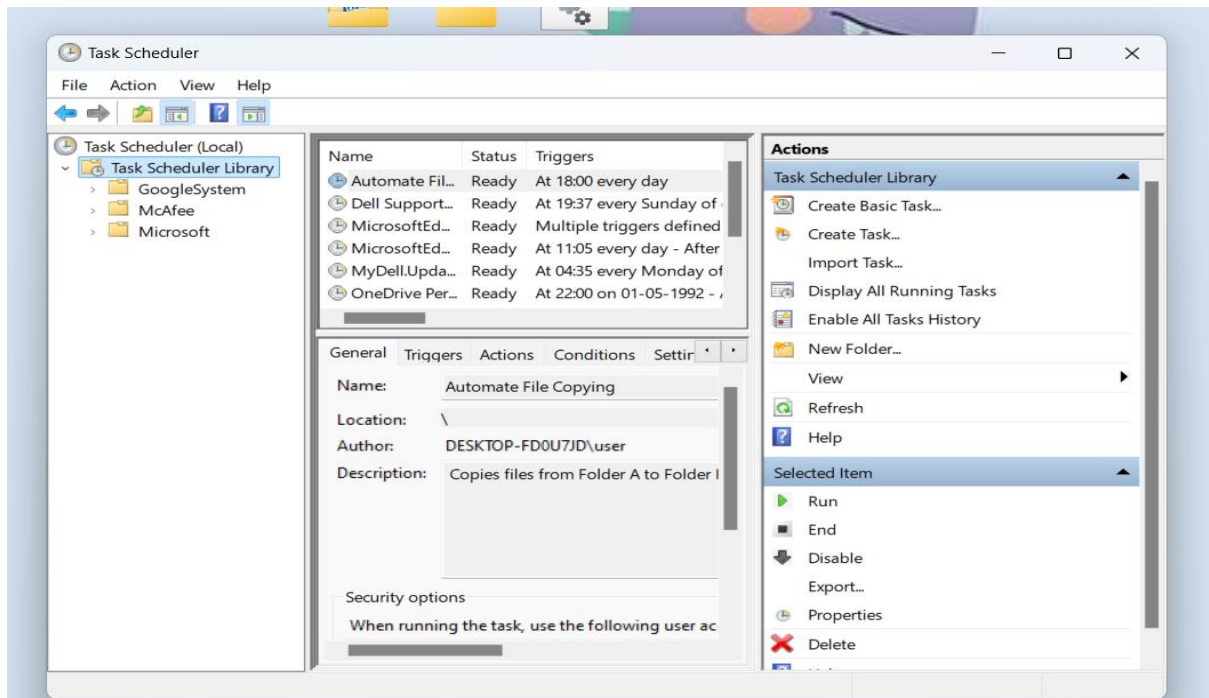 Task Scheduler
File Action View Help
Task Scheduler (Local)
Task Scheduler Library
GoogleSystem
McAfee
Microsoft
Name Status Triggers
Automate Fil... Ready At 18:00 every day
Dell Support... Ready At 19:37 every Sunday of
MicrosoftEd... Ready Multiple triggers defined
MicrosoftEd... Ready At 11:05 every day - After
MyDell.Upda... Ready At 04:35 every Monday of
OneDrive Per... Ready At 22:00 on 01-05-1992 -
General Triggers Actions Conditions Settin
Name: Automate File Copying
Location: \
Author: DESKTOP-FD0U7JD\user
Description: Copies files from Folder A to Folder
Security options
When running the task, use the following user ac
Actions
Task Scheduler Library
Create Basic Task...
Create Task...
Import Task...
Display All Running Tasks
Enable All Tasks History
New Folder...
View
Refresh
Help
Selected Item
Run
End
Disable
Export...
Properties
Delete